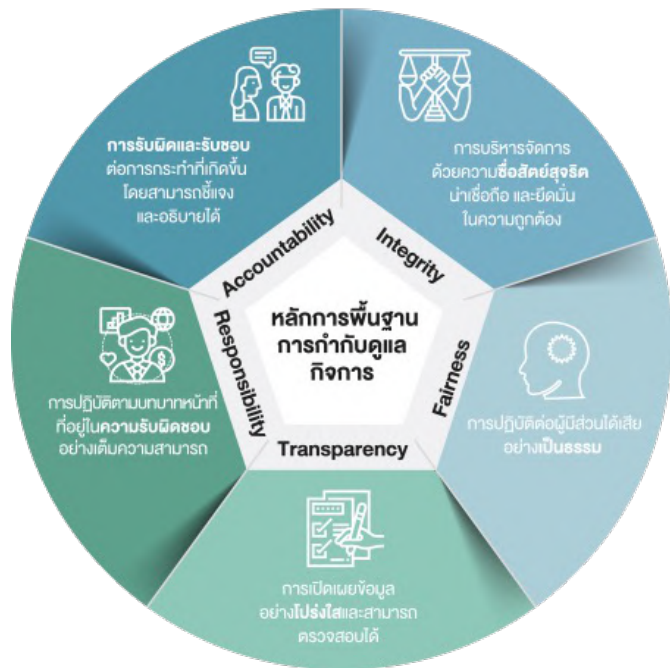 การรับผิดและรับชอบ
ต่อการกระทำที่เกิดขึ้น
โดยสามารถชี้แจง
และอธิบายได้
การบริหารจัดการ
ด้วยความซื่อสัตย์สุจริต
น่าเชื่อถือ และยึดมั่น
ในความถูกต้อง
Accountability
Integrity
หลักการพื้นฐาน
การกำกับดูแล
กิจการ
Responsibility
Fairness
Transparency
การปฏิบัติตามบทบาทหน้าที่
ที่อยู่ในความรับผิดชอบ
อย่างเต็มความสามารถ
การปฏิบัติต่อผู้มีส่วนได้เสีย
อย่างเป็นธรรม
การเปิดเผยข้อมูล
อย่างโปร่งใสและสามารถ
ตรวจสอบได้